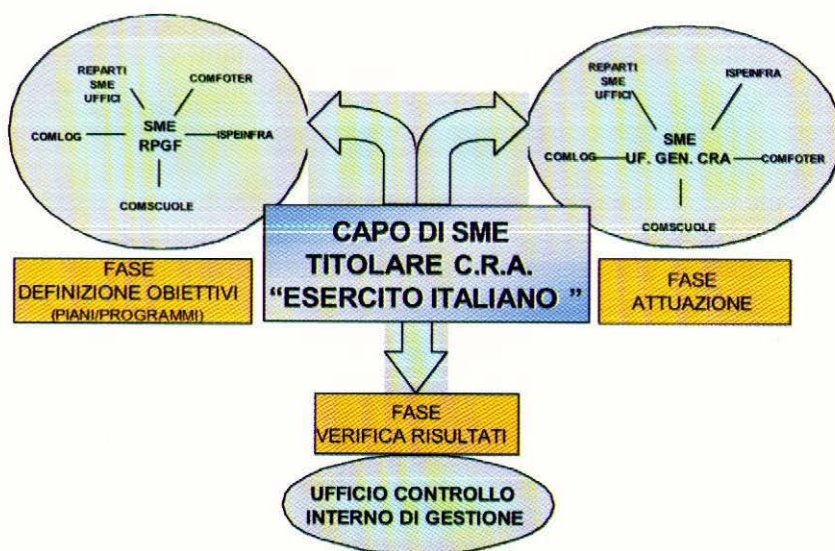 REPARTI
SME
UFFICI
COMFOTER
SME
RPGF
COMLOG
ISPEINFRA
COMSCUOLE
REPARTI
SME
UFFICI
ISPEINFRA
SME
UF. GEN. CRA
COMLOG
COMFOTER
COMSCUOLE
CAPO DI SME
TITOLARE C.R.A.
“ESERCITO ITALIANO ”
FASE
DEFINIZIONE OBIETTIVI
(PIANI/PROGRAMMI)
FASE
ATTUAZIONE
FASE
VERIFICA RISULTATI
UFFICIO CONTROLLO
INTERNO DI GESTIONE